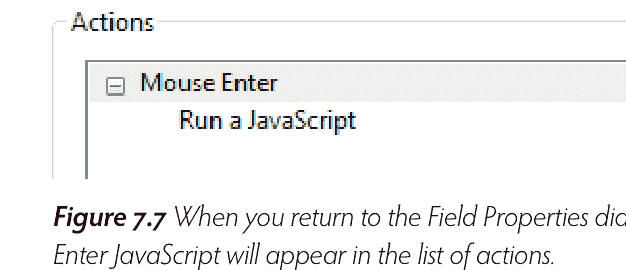 Actions
Mouse Enter
Run a JavaScript
Figure 7.7 When you return to the Field Properties
Enter JavaScript will appear in the list of actions.